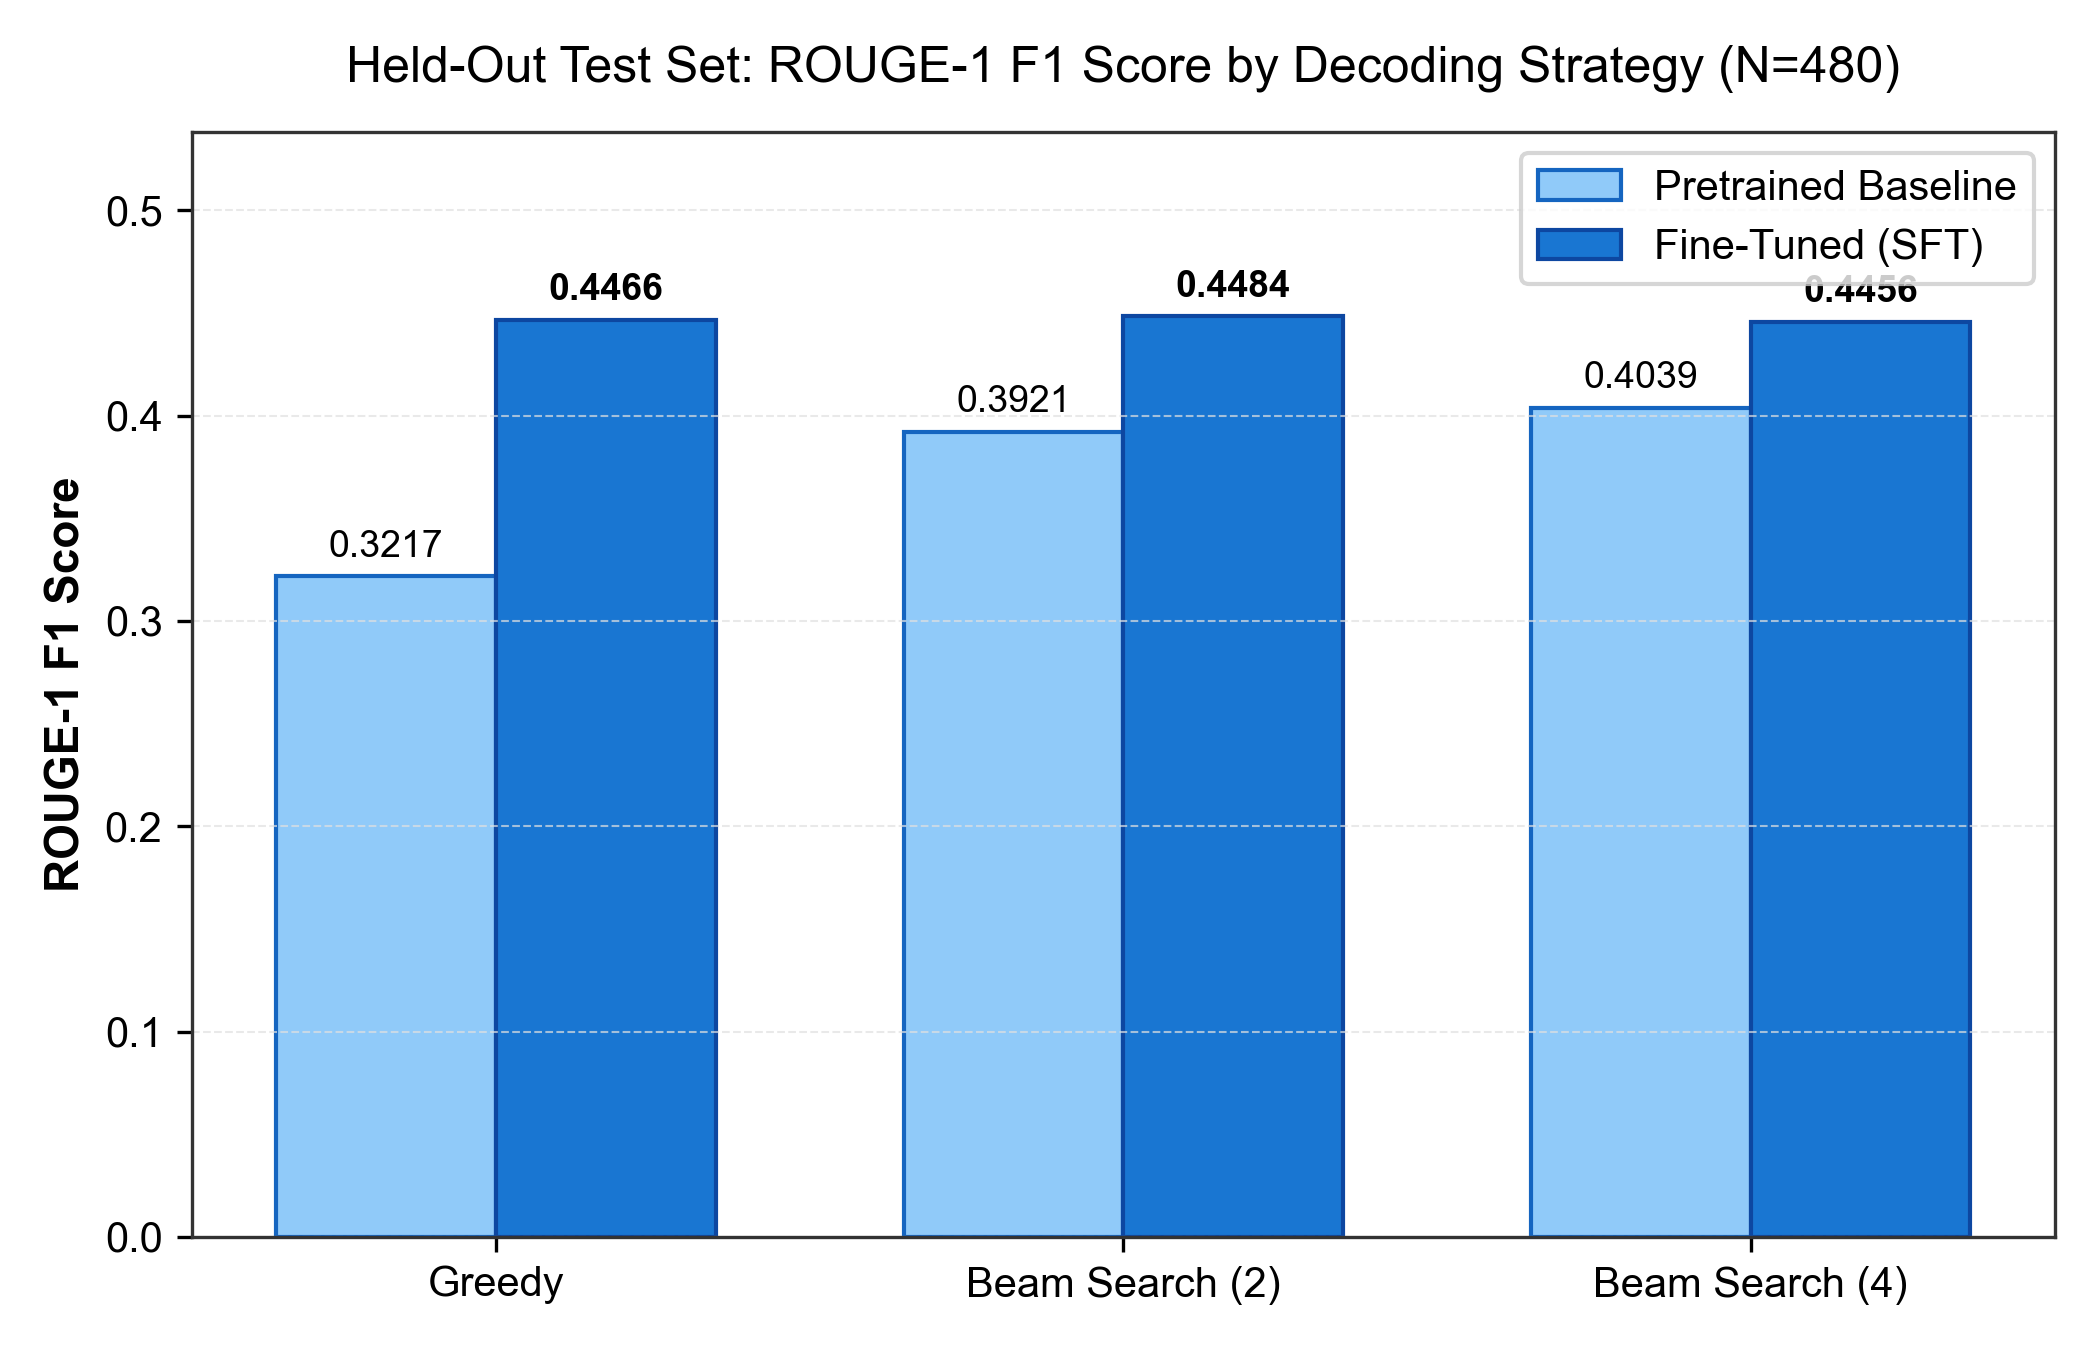 Held-Out Test Set: ROUGE-1 F1 Score by Decoding Strategy (N=480)
Pretrained Baseline
Fine-Tuned (SFT)
ROUGE-1 F1 Score
0.5
0.4
0.3
0.2
0.1
0.0
0.3217
0.4466
0.3921
0.4484
0.4039
0.4456
Greedy
Beam Search (2)
Beam Search (4)